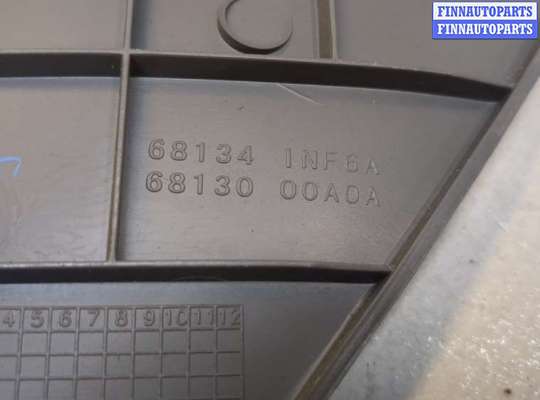 FINNAUTOPARTS
FINNAUTOPARTS
68134 1NF6A
68130 00A0A
4 5 6 7 8 9 10 11 12